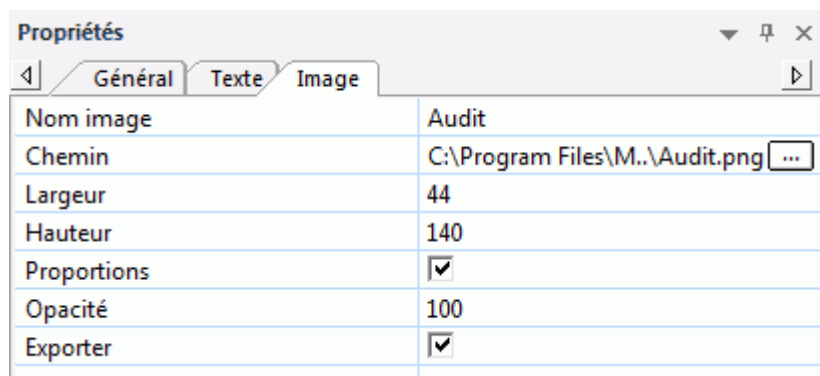 Propriétés
Général Texte Image
Nom image Audit
Chemin C:\Program Files\M..\Audit.png ...
Largeur 44
Hauteur 140
Proportions
Opacité 100
Exporter